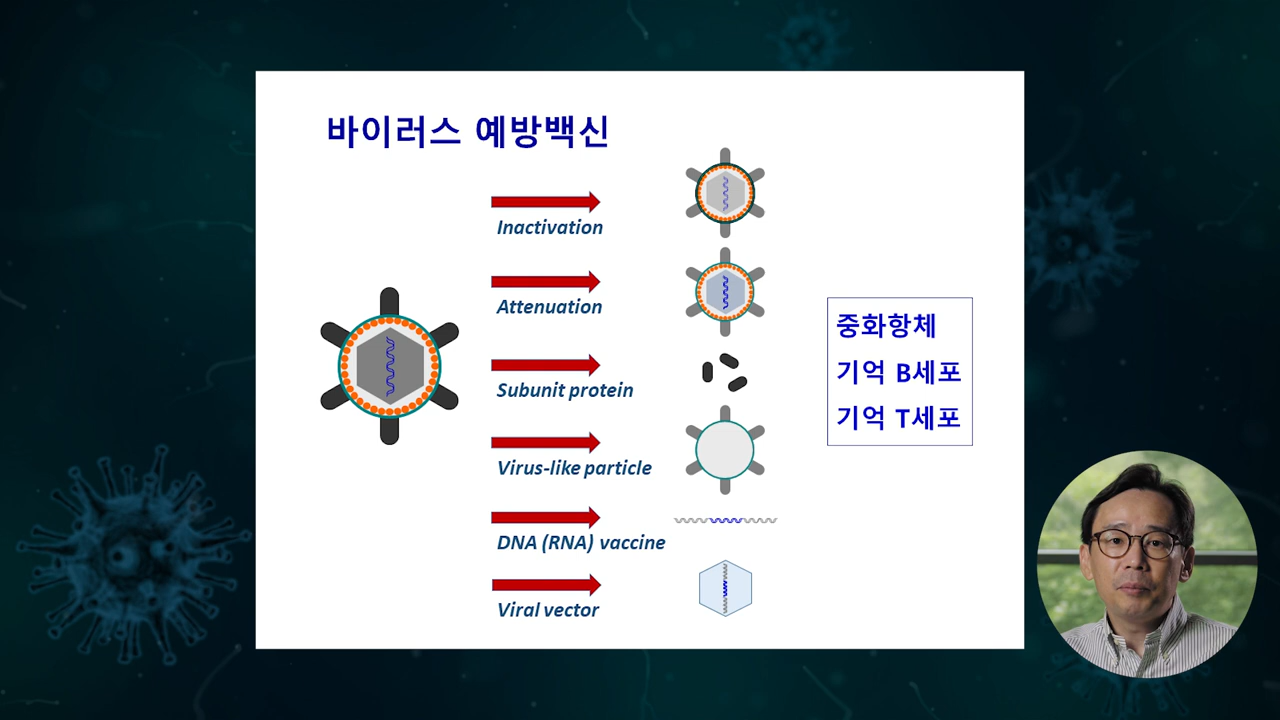 바이러스 예방백신
Inactivation
Attenuation
Subunit protein
Virus-like particle
DNA (RNA) vaccine
Viral vector
중화항체
기억 B세포
기억 T세포